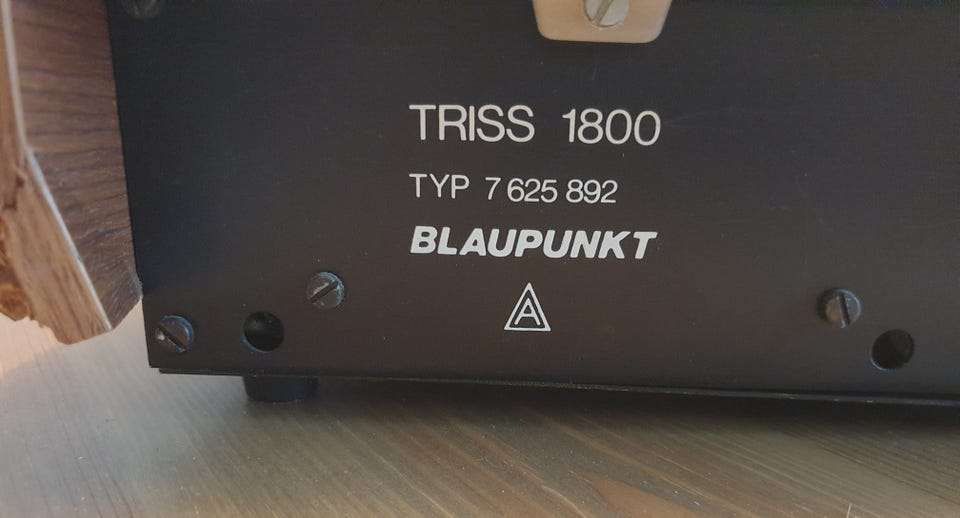 TRISS 1800
TYP 7 625 892
BLAUPUNKT
A